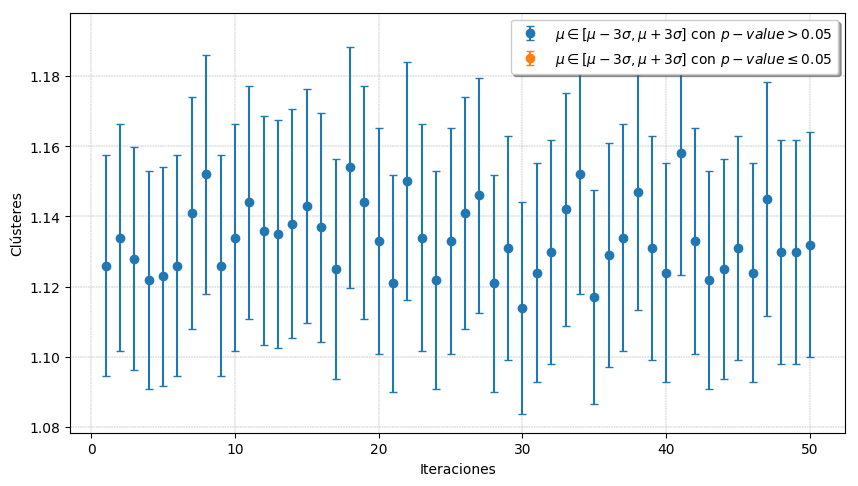 μ ∈ [μ − 3σ, μ + 3σ] con p − value > 0.05
μ ∈ [μ − 3σ, μ + 3σ] con p − value ≤ 0.05
1.18
1.16
1.14
1.12
1.10
1.08
Clústeres
0 10 20 30 40 50
Iteraciones